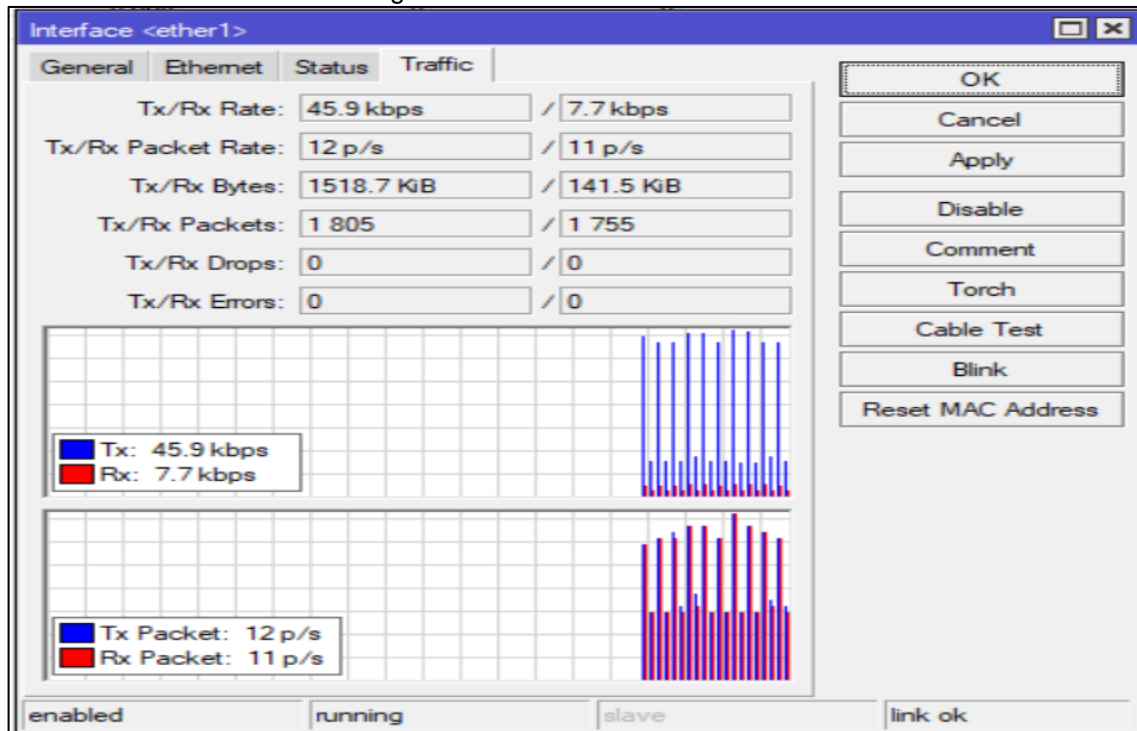 Interface <ether1>
General Ethernet Status Traffic
Tx/Rx Rate: 45.9 kbps / 7.7 kbps
Tx/Rx Packet Rate: 12 p/s / 11 p/s
Tx/Rx Bytes: 1518.7 KiB / 141.5 KiB
Tx/Rx Packets: 1 805 / 1 755
Tx/Rx Drops: 0 / 0
Tx/Rx Errors: 0 / 0
Tx: 45.9 kbps
Rx: 7.7 kbps
Tx Packet: 12 p/s
Rx Packet: 11 p/s
OK
Cancel
Apply
Disable
Comment
Torch
Cable Test
Blink
Reset MAC Address
enabled running slave link ok